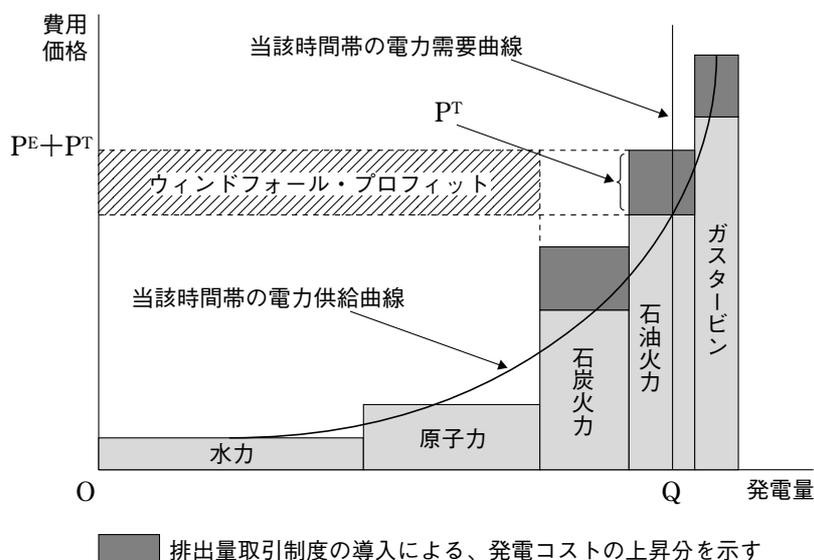 費用
価格
当該時間帯の電力需要曲線
Pᵀ
Pᴱ＋Pᵀ
ウィンドフォール・プロフィット
ガスタービン
当該時間帯の電力供給曲線
石油火力
石炭火力
原子力
水力
O
Q
発電量
排出量取引制度の導入による、発電コストの上昇分を示す